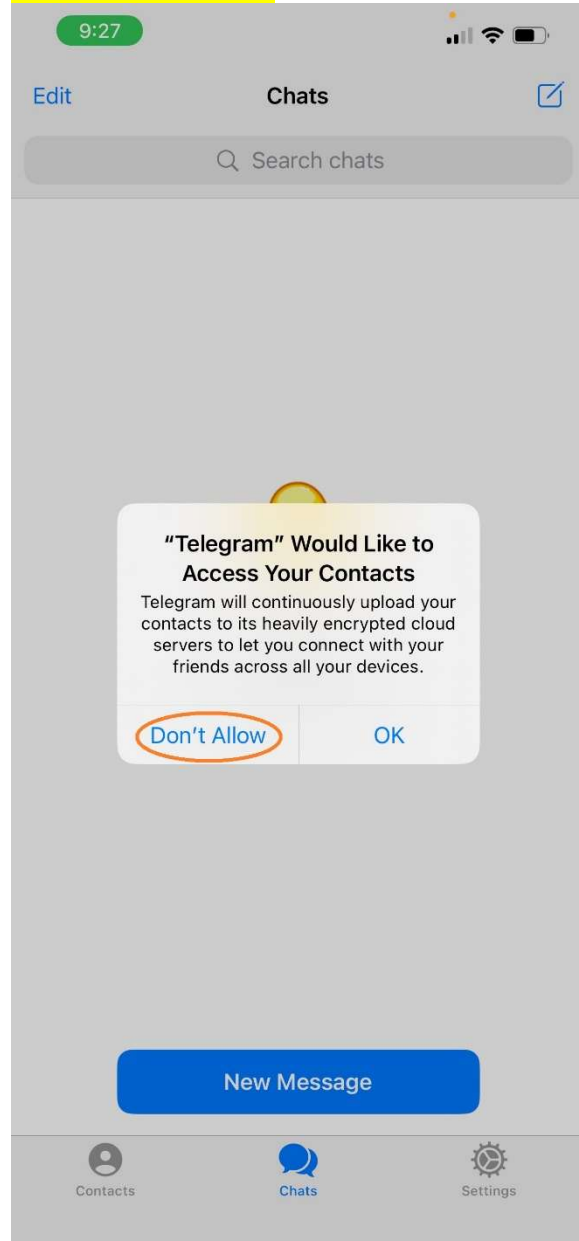 9:27
Edit
Chats
Search chats
“Telegram” Would Like to
Access Your Contacts
Telegram will continuously upload your
contacts to its heavily encrypted cloud
servers to let you connect with your
friends across all your devices.
Don't Allow
OK
New Message
Contacts
Chats
Settings